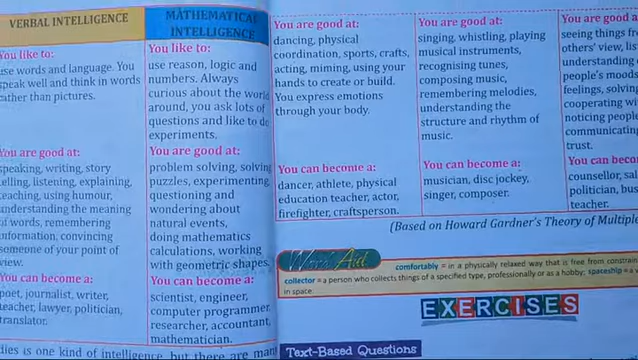 VERBAL INTELLIGENCE
You like to:
use words and language. You
speak well and think in words
rather than pictures.
You are good at:
speaking, writing, story
telling, listening, explaining,
teaching, using humour,
understanding the meaning
of words, remembering
information, convincing
someone of your point of
view.
You can become a:
poet, journalist, writer,
teacher, lawyer, politician,
translator.
MATHEMATICAL
INTELLIGENCE
You like to:
use reason, logic and
numbers. Always
curious about the world
around, you ask lots of
questions and like to do
experiments.
You are good at:
problem solving, solving
puzzles, experimenting,
questioning and
wondering about
natural events,
doing mathematical
calculations, working
with geometric shapes.
You can become a:
scientist, engineer,
computer programmer,
researcher, accountant,
mathematician.
dies is one kind of intelligence, but there are man
You are good at:
dancing, physical
coordination, sports, crafts,
acting, miming, using your
hands to create or build.
You express emotions
through your body.
You can become a:
dancer, athlete, physical
education teacher, actor,
firefighter, craftsperson.
You are good at:
singing, whistling, playing
musical instruments,
recognising tunes,
composing music,
remembering melodies,
understanding the
structure and rhythm of
music.
You can become a:
musician, disc jockey,
singer, composer.
You are good a
seeing things fr
others' view, lis
understanding
people's moods
feelings, solvin
cooperating wi
noticing people
communicating
trust.
You can becom
counsellor, sal
politician, bus
teacher.
(Based on Howard Gardner's Theory of Multiple
Word Aid
comfortably = in a physically relaxed way that is free from constrain
collector = a person who collects things of a specified type, professionally or as a hobby; spaceship = a v
in space.
EXERCISES
Text-Based Questions